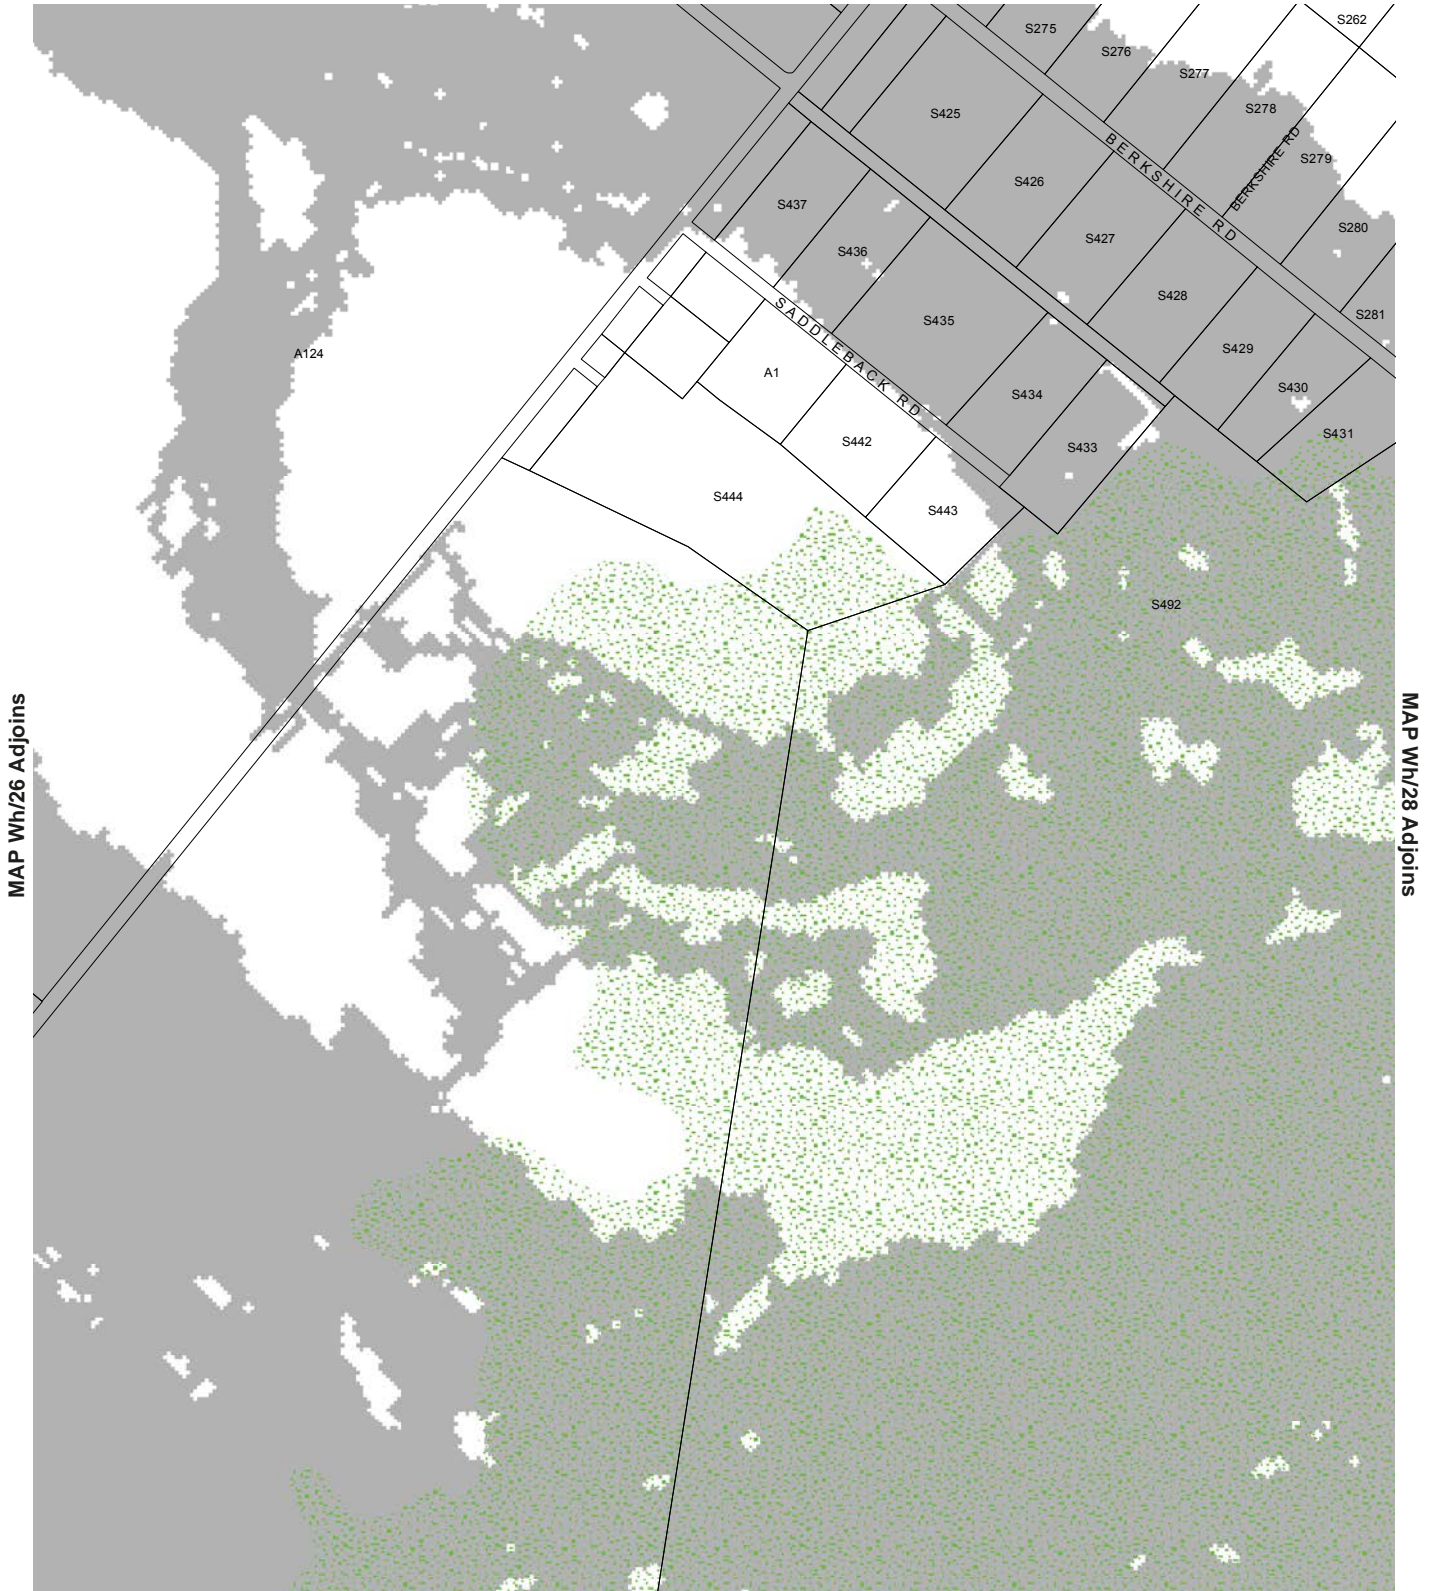 S262
S275
S276
S277
S278
S425
BERKSHIRE RD
BERKSHIRE RD
S279
S426
S437
S280
S427
S436
S428
S281
SADDLEBACK RD
S435
S429
A124
A1
S430
S434
S431
S442
S433
S444
S443
S492
MAP Wh/26 Adjoins
MAP Wh/28 Adjoins